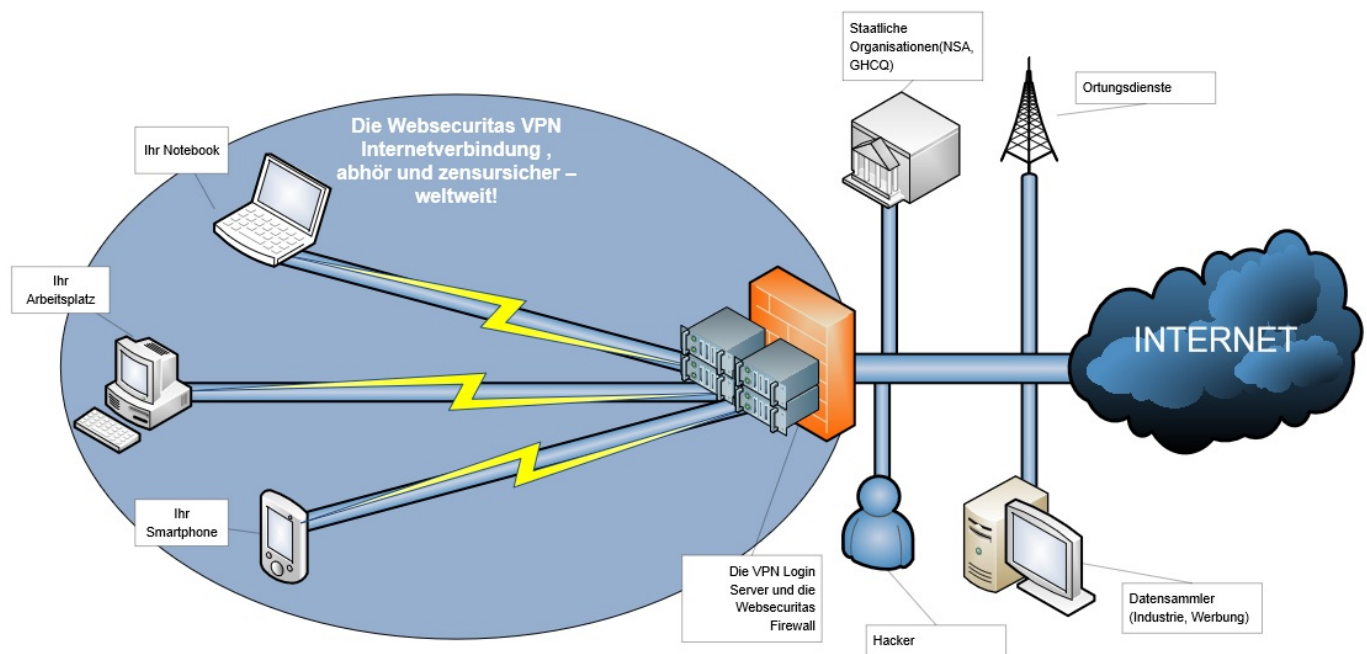 Staatliche
Organisationen(NSA,
GHCQ)
Ortungsdienste
Die Websecuritas VPN
Internetverbindung ,
abhör und zensursicher –
weltweit!
Ihr Notebook
Ihr
Arbeitsplatz
INTERNET
Ihr
Smartphone
Die VPN Login
Server und die
Websecuritas
Firewall
Datensammler
(Industrie, Werbung)
Hacker